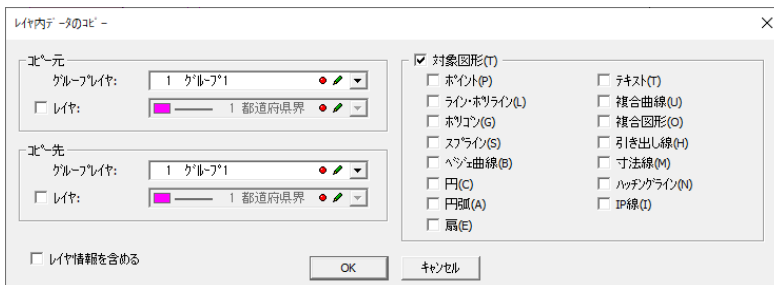 レイヤ内データのコピー
コピー元
グループレイヤ:
1 グループ1
レイヤ:
1 都道府県界
コピー先
グループレイヤ:
1 グループ1
レイヤ:
1 都道府県界
レイヤ情報を含める
対象図形(T)
ポイント(P)
ライン・ポリライン(L)
ポリゴン(G)
スプライン(S)
ベジェ曲線(B)
円(C)
円弧(A)
扇(E)
テキスト(T)
複合曲線(U)
複合図形(O)
引き出し線(H)
寸法線(M)
ハッチングライン(N)
IP線(I)
OK
キャンセル